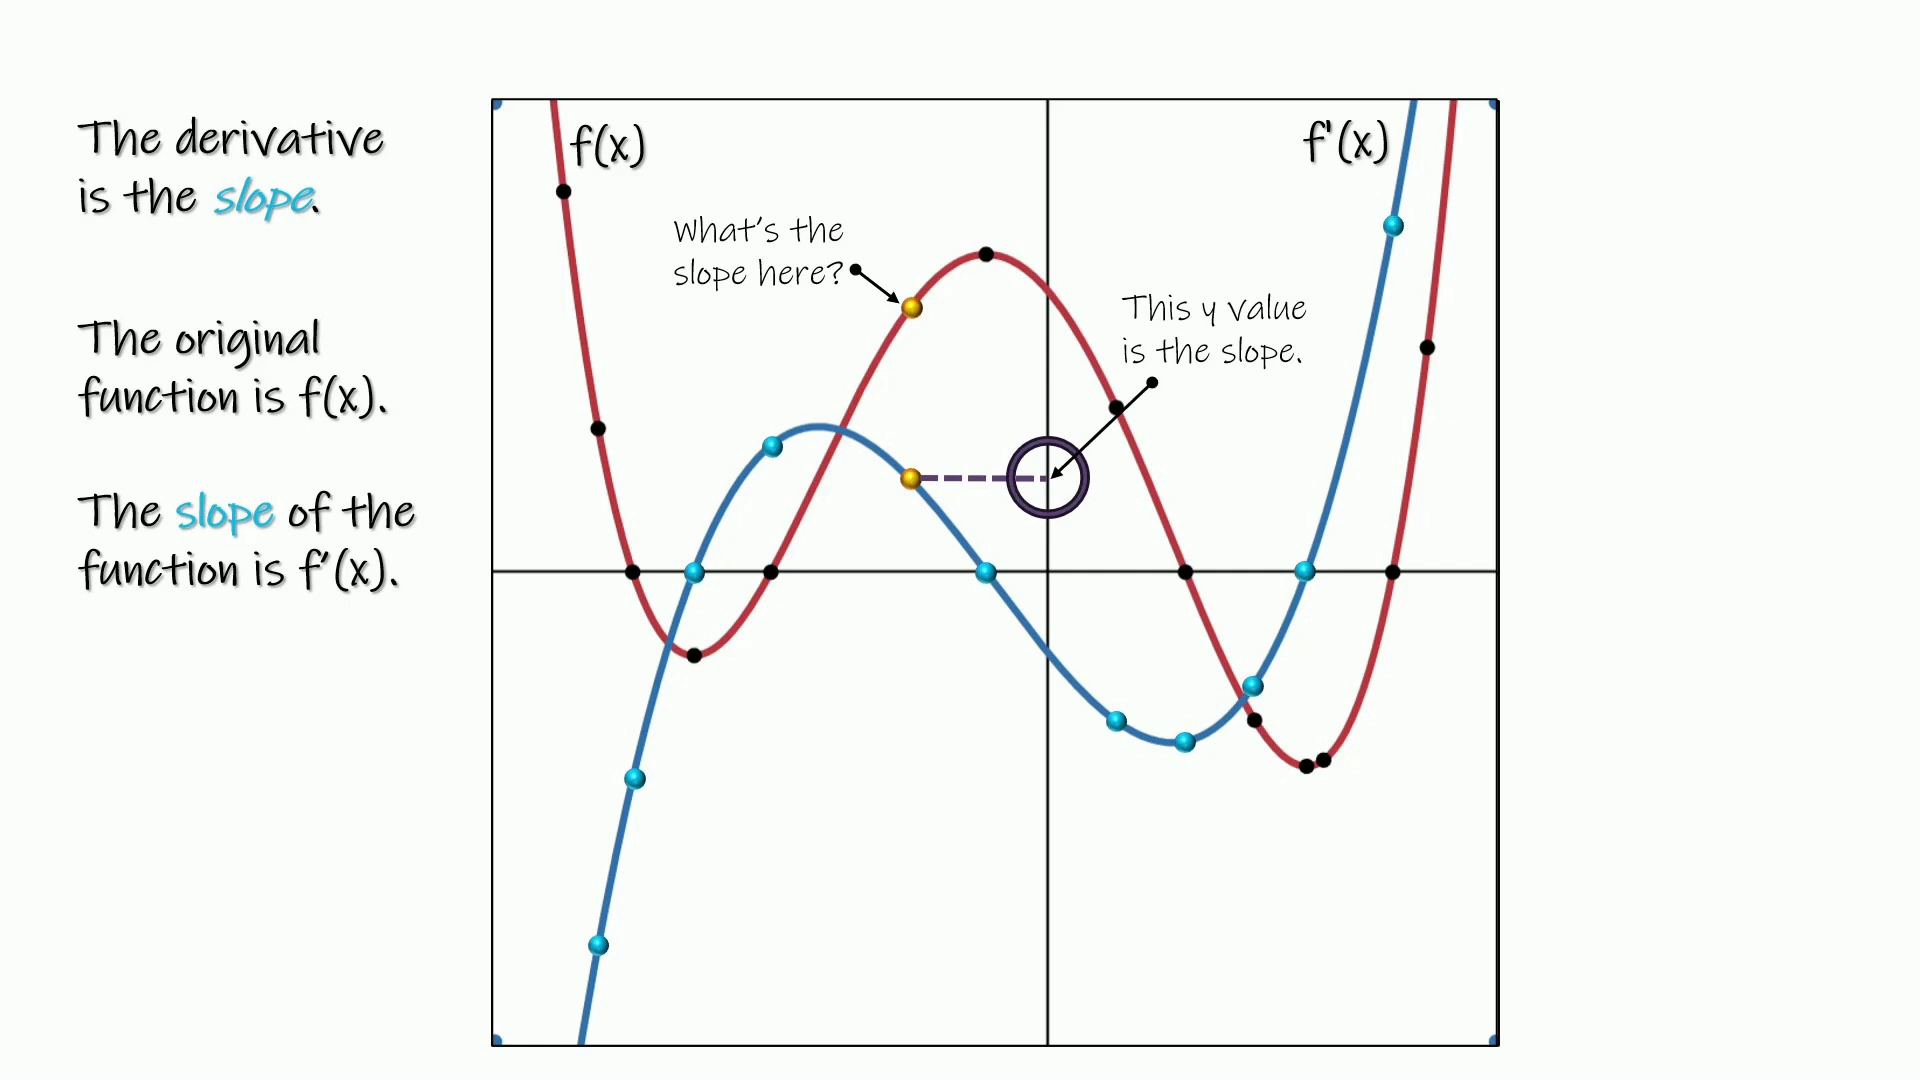 The derivative
is the slope.
The original
function is f(x).
The slope of the
function is f'(x).
f(x)
f'(x)
What's the
slope here?
This y value
is the slope.